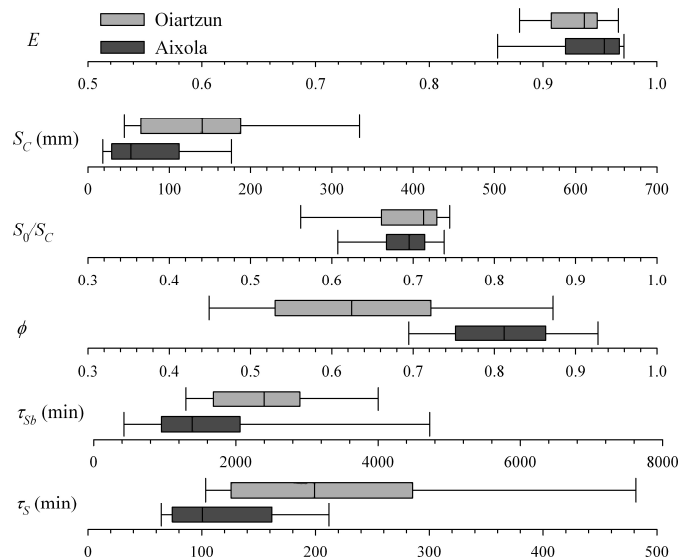 Oiartzun
Aixola
E
0.5 0.6 0.7 0.8 0.9 1.0
S_C (mm)
0 100 200 300 400 500 600 700
S_0/S_C
0.3 0.4 0.5 0.6 0.7 0.8 0.9 1.0
ϕ
0.3 0.4 0.5 0.6 0.7 0.8 0.9 1.0
τ_Sb (min)
0 2000 4000 6000 8000
τ_S (min)
0 100 200 300 400 500